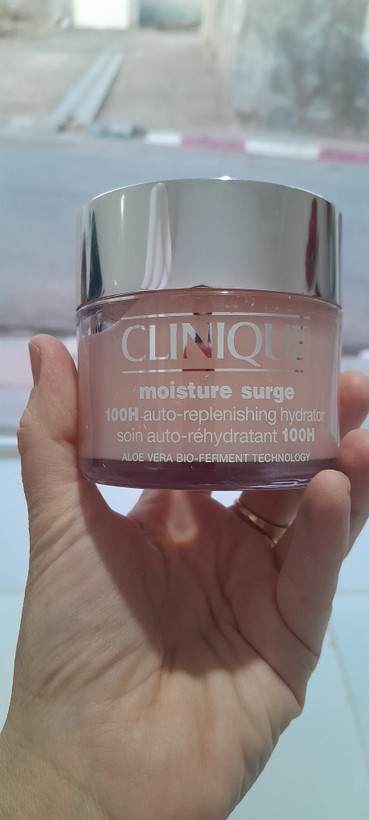 CLINIQUE
moisture surge
100H auto-replenishing hydrator
soin auto-réhydratant 100H
ALOE VERA BIO-FERMENT TECHNOLOGY